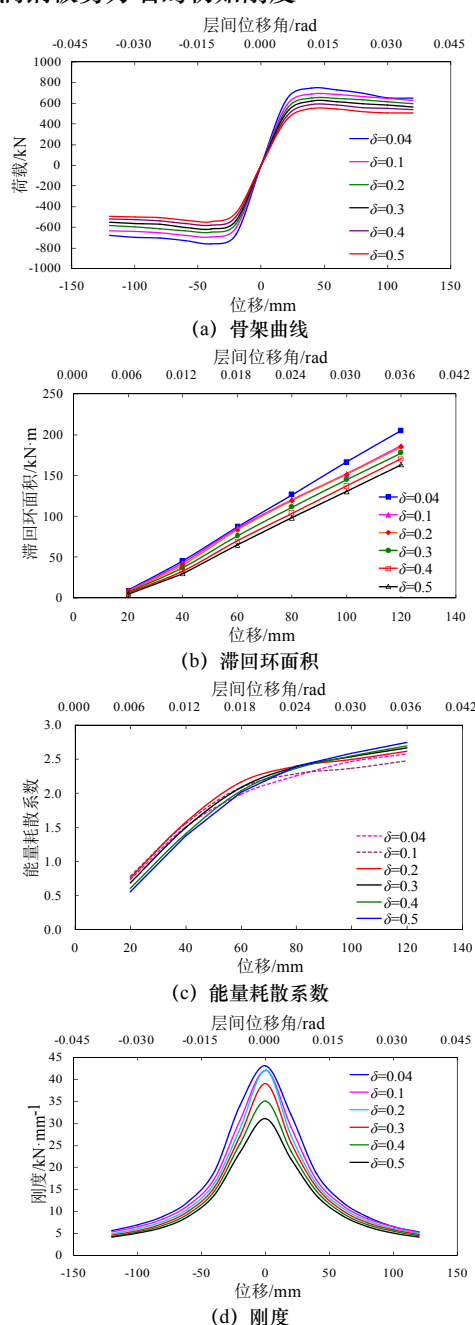 层间位移角/rad
-0.045 -0.030 -0.015 0.000 0.015 0.030 0.045
1000
800
600
400
200
0
-200
-400
-600
-800
-1000
荷载/kN
δ=0.04
δ=0.1
δ=0.2
δ=0.3
δ=0.4
δ=0.5
-150 -100 -50 0 50 100 150
位移/mm
(a) 骨架曲线
层间位移角/rad
0.000 0.006 0.012 0.018 0.024 0.030 0.036 0.042
250
200
150
100
50
0
滞回环面积/kN·m
δ=0.04
δ=0.1
δ=0.2
δ=0.3
δ=0.4
δ=0.5
0 20 40 60 80 100 120 140
位移/mm
(b) 滞回环面积
层间位移角/rad
0.000 0.006 0.012 0.018 0.024 0.030 0.036 0.042
3.0
2.5
2.0
1.5
1.0
0.5
0.0
能量耗散系数
δ=0.04
δ=0.1
δ=0.2
δ=0.3
δ=0.4
δ=0.5
0 20 40 60 80 100 120 140
位移/mm
(c) 能量耗散系数
层间位移角/rad
-0.045 -0.030 -0.015 0.000 0.015 0.030 0.045
45
40
35
30
25
20
15
10
5
0
刚度/kN·mm-1
δ=0.04
δ=0.1
δ=0.2
δ=0.3
δ=0.4
δ=0.5
-150 -100 -50 0 50 100 150
位移/mm
(d) 刚度